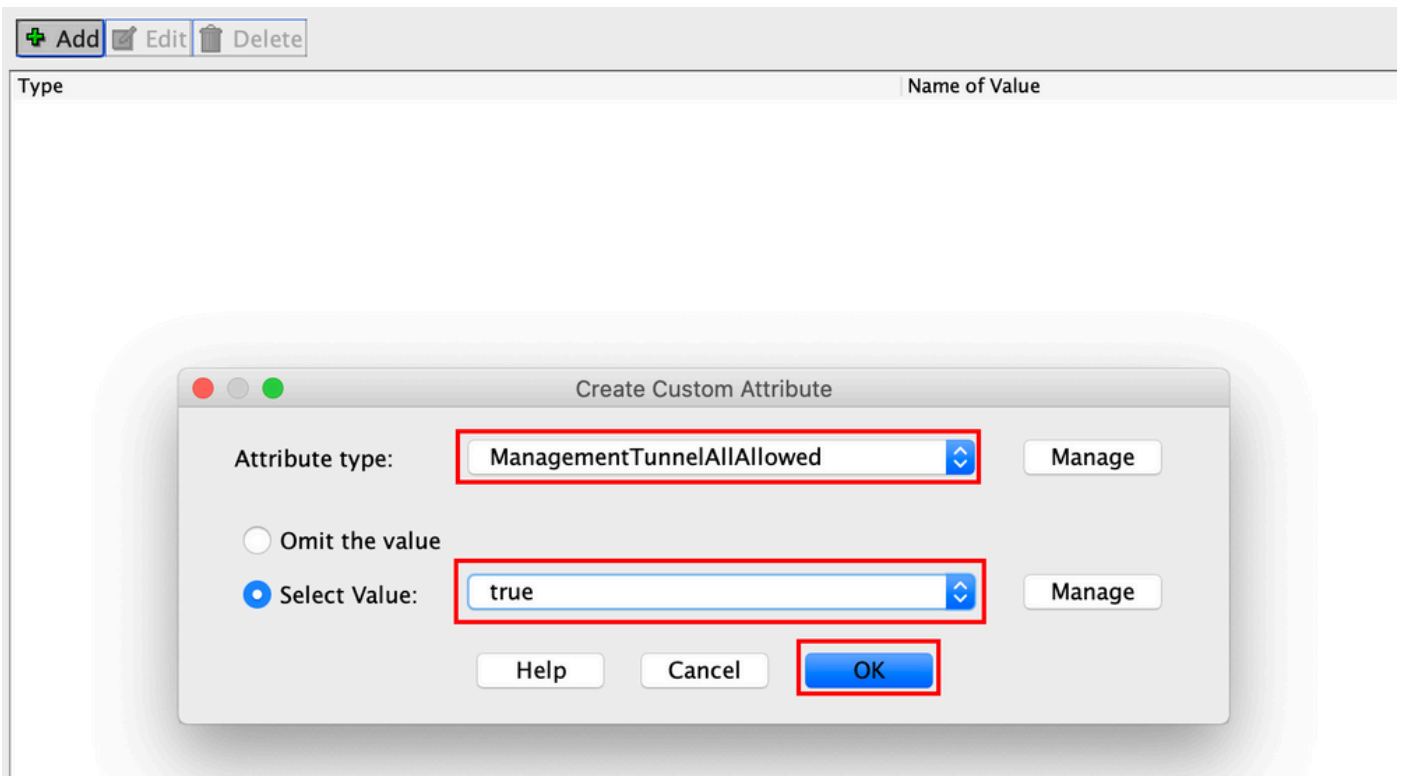 Add Edit Delete
Type Name of Value
Create Custom Attribute
Attribute type: ManagementTunnelAllAllowed Manage
Omit the value
Select Value: true Manage
Help Cancel OK